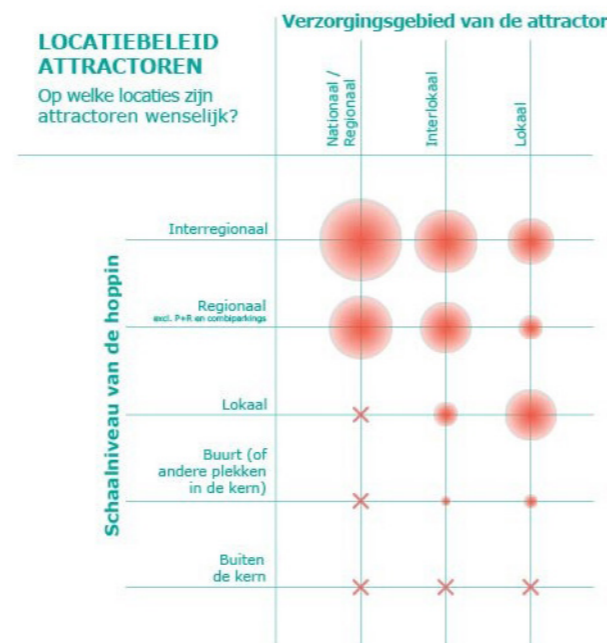 LOCATIEBELEID
ATTRACTOREN
Op welke locaties zijn
attractoren wenselijk?
Verzorgingsgebied van de attractor
Nationaal /
Regionaal
Interlokaal
Lokaal
Schaalniveau van de hoppin
Interregionaal
Regionaal
excl. P+R en combiparkings
Lokaal
Buurt (of
andere plekken
in de kern)
Buiten
de kern